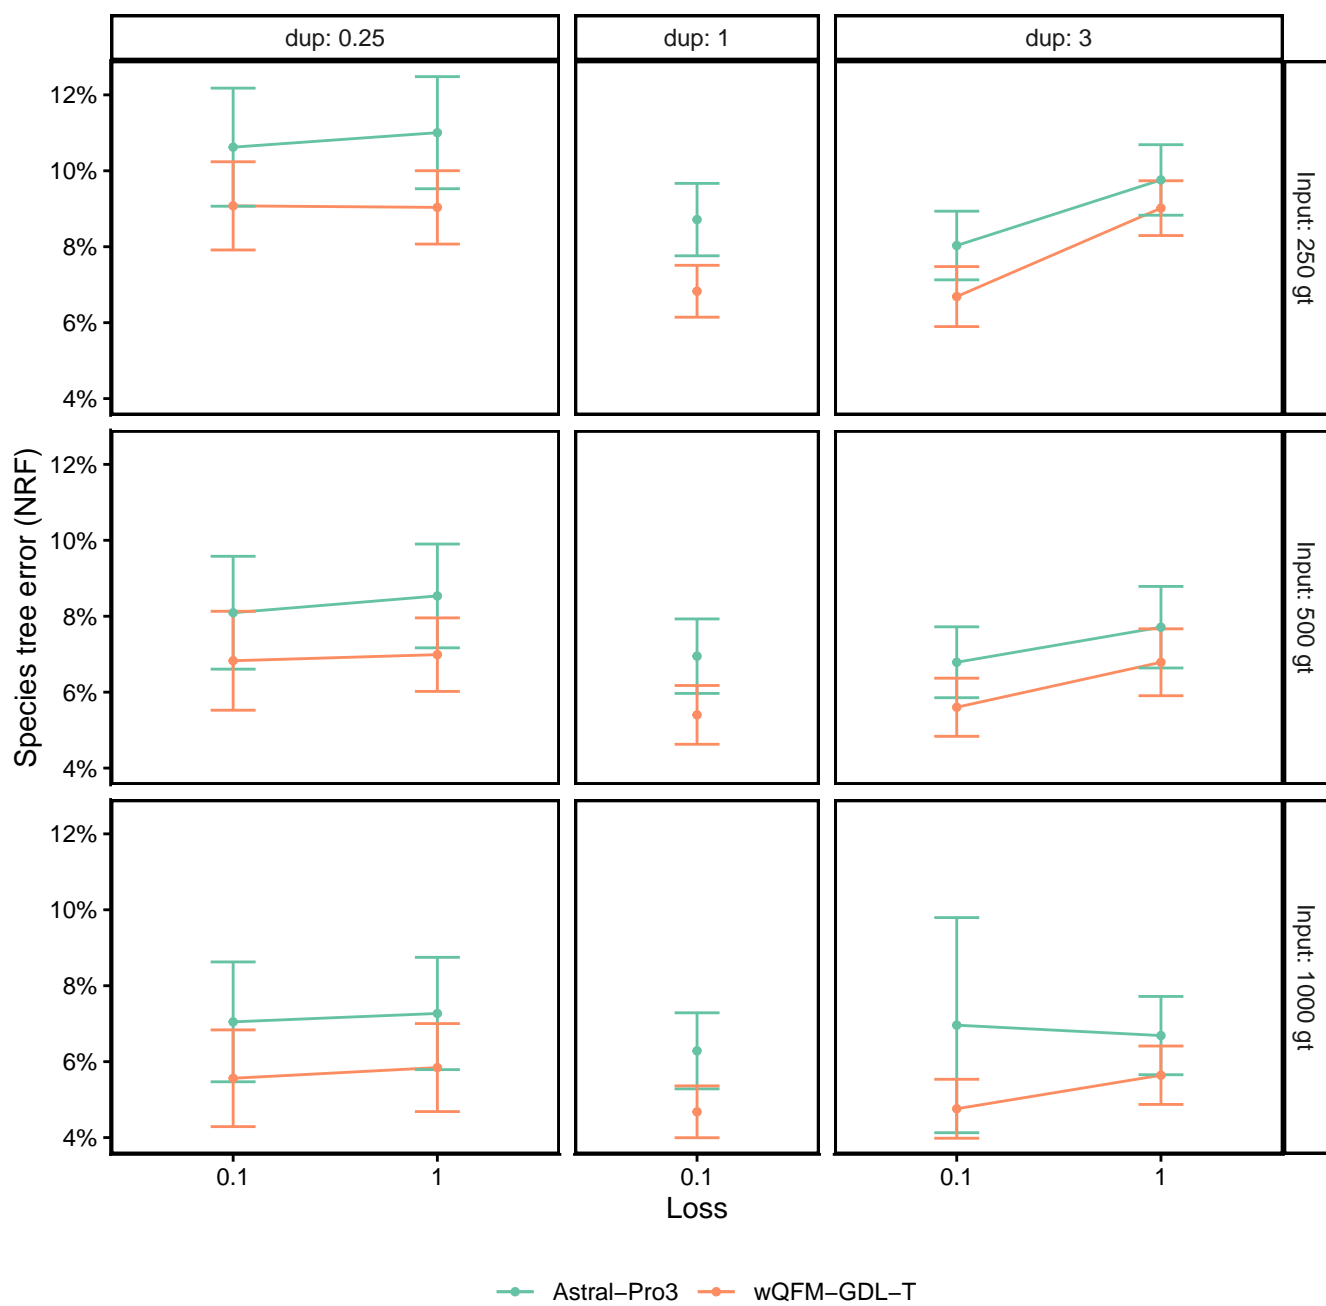 dup: 0.25 dup: 1 dup: 3
12%
10%
8%
6%
4%
Input: 250 gt
12%
10%
8%
6%
4%
Input: 500 gt
12%
10%
8%
6%
4%
Input: 1000 gt
Species tree error (NRF)
0.1 1 0.1 0.1 1
Loss
Astral−Pro3 wQFM−GDL−T